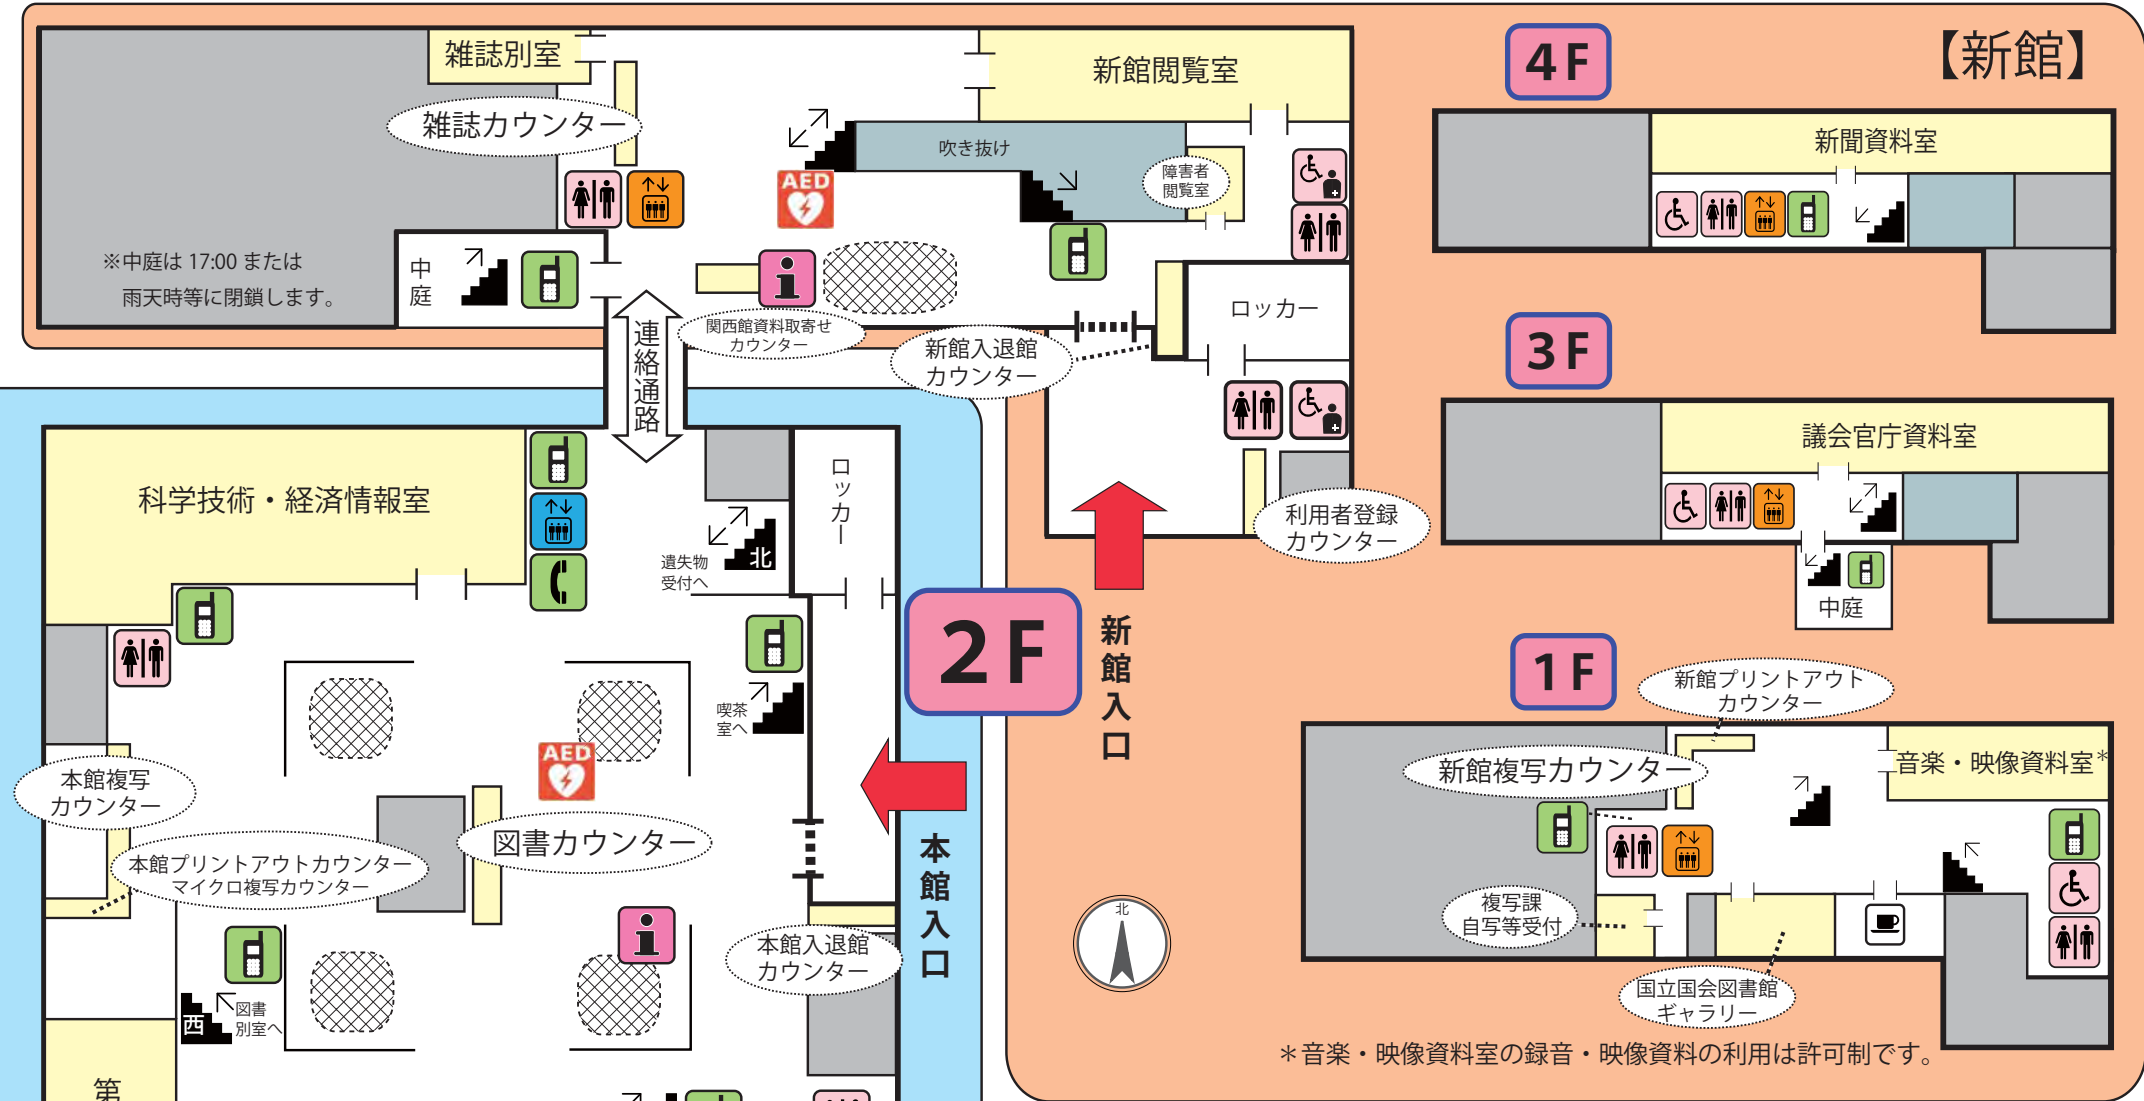 【新館】
雑誌別室
雑誌カウンター
新館閲覧室
吹き抜け
障害者
閲覧室
AED
※中庭は 17:00 または
雨天時等に閉鎖します。
中庭
連絡通路
関西館資料取寄せ
カウンター
新館入退館
カウンター
ロッカー
利用者登録
カウンター
新館入口
4F
新聞資料室
3F
議会官庁資料室
中庭
1F
新館プリントアウト
カウンター
新館複写カウンター
音楽・映像資料室*
複写課
自写等受付
国立国会図書館
ギャラリー
＊音楽・映像資料室の録音・映像資料の利用は許可制です。
北
2F
科学技術・経済情報室
ロッカー
遺失物
受付へ
北
喫茶
室へ
本館複写
カウンター
AED
図書カウンター
本館プリントアウトカウンター
マイクロ複写カウンター
本館入口
本館入退館
カウンター
西
図書
別室へ
第